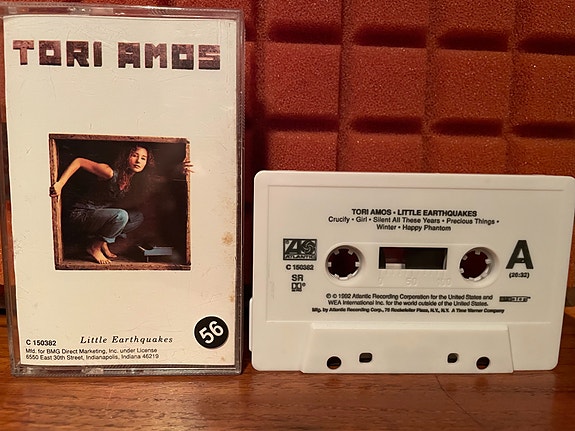 TORI AMOS
C 150382
Little Earthquakes
56
Mfd. for BMG Direct Marketing, Inc. under License
6550 East 30th Street, Indianapolis, Indiana 46219
TORI AMOS - LITTLE EARTHQUAKES
Crucify • Girl • Silent All These Years • Precious Things •
Winter • Happy Phantom
ATLANTIC
C 150382
SR
A
(28:32)
℗ © 1992 Atlantic Recording Corporation for the United States and
WEA International Inc. for the world outside of the United States.
Mfg. by Atlantic Recording Corp., 75 Rockefeller Plaza, N.Y., N.Y. A Time Warner Company